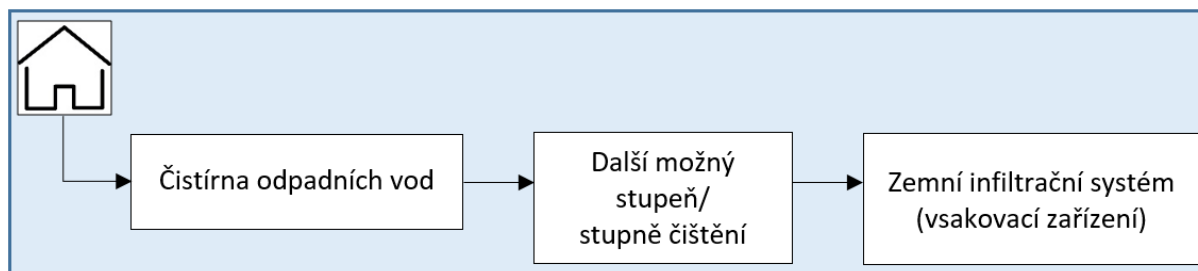 Čistírna odpadních vod
Další možný
stupeň/
stupně čištění
Zemní infiltrační systém
(vsakovací zařízení)